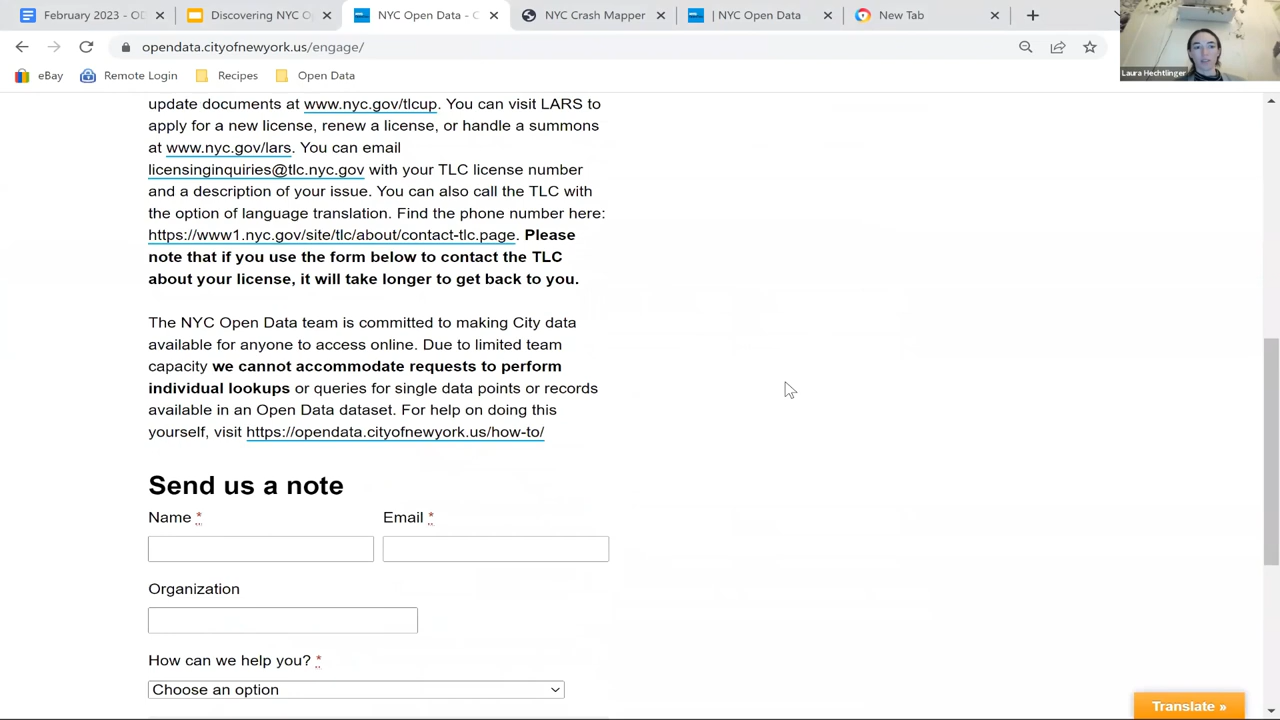 February 2023 - OD
Discovering NYC O
NYC Open Data - C
NYC Crash Mapper
| NYC Open Data
New Tab
opendata.cityofnewyork.us/engage/
eBay
Remote Login
Recipes
Open Data
Laura Hechtlinger
update documents at www.nyc.gov/tlcup. You can visit LARS to
apply for a new license, renew a license, or handle a summons
at www.nyc.gov/lars. You can email
licensinginquiries@tlc.nyc.gov with your TLC license number
and a description of your issue. You can also call the TLC with
the option of language translation. Find the phone number here:
https://www1.nyc.gov/site/tlc/about/contact-tlc.page. Please
note that if you use the form below to contact the TLC
about your license, it will take longer to get back to you.
The NYC Open Data team is committed to making City data
available for anyone to access online. Due to limited team
capacity we cannot accommodate requests to perform
individual lookups or queries for single data points or records
available in an Open Data dataset. For help on doing this
yourself, visit https://opendata.cityofnewyork.us/how-to/
Send us a note
Name *
Email *
Organization
How can we help you? *
Choose an option
Translate »